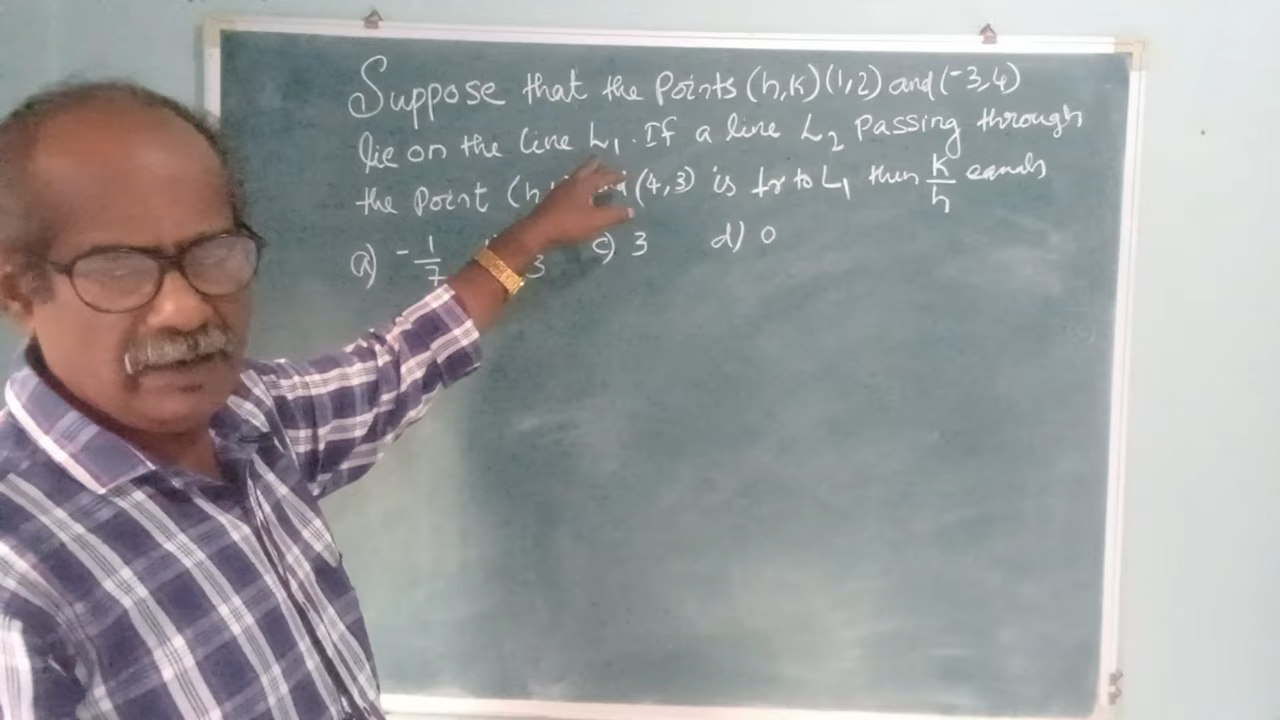 Suppose that the Points (h,k) (1,2) and (-3,4)
lie on the line L₁. If a line L₂ Passing through
the Point (4,3) is ⊥r to L₁ then k/h equals
a) -1/7 3 c) 3 d) 0